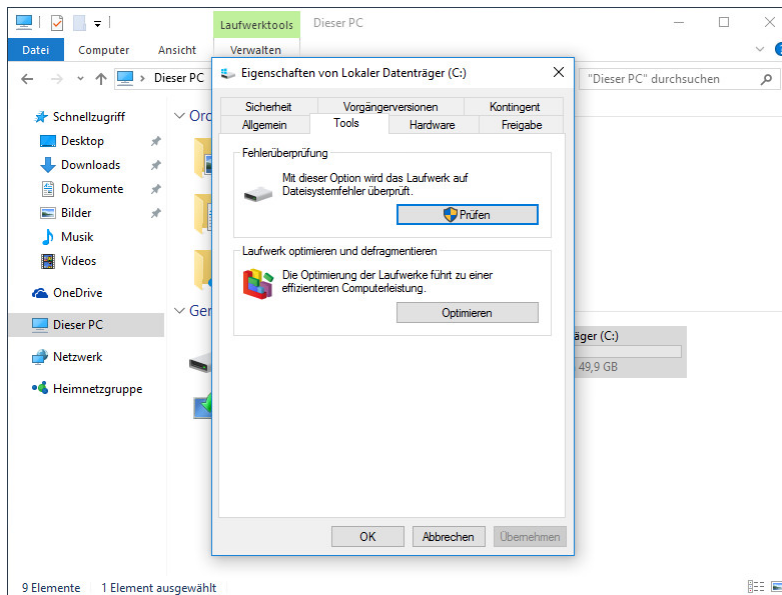 Laufwerktools
Dieser PC
Datei
Computer
Ansicht
Verwalten
Dieser PC
"Dieser PC" durchsuchen
Schnellzugriff
Desktop
Downloads
Dokumente
Bilder
Musik
Videos
OneDrive
Dieser PC
Netzwerk
Heimnetzgruppe
Eigenschaften von Lokaler Datenträger (C:)
Sicherheit
Vorgängerversionen
Kontingent
Allgemein
Tools
Hardware
Freigabe
Fehlerüberprüfung
Mit dieser Option wird das Laufwerk auf
Dateisystemfehler überprüft.
Prüfen
Laufwerk optimieren und defragmentieren
Die Optimierung der Laufwerke führt zu einer
effizienteren Computerleistung.
Optimieren
OK
Abbrechen
Übernehmen
(C:)
49,9 GB
9 Elemente
1 Element ausgewählt